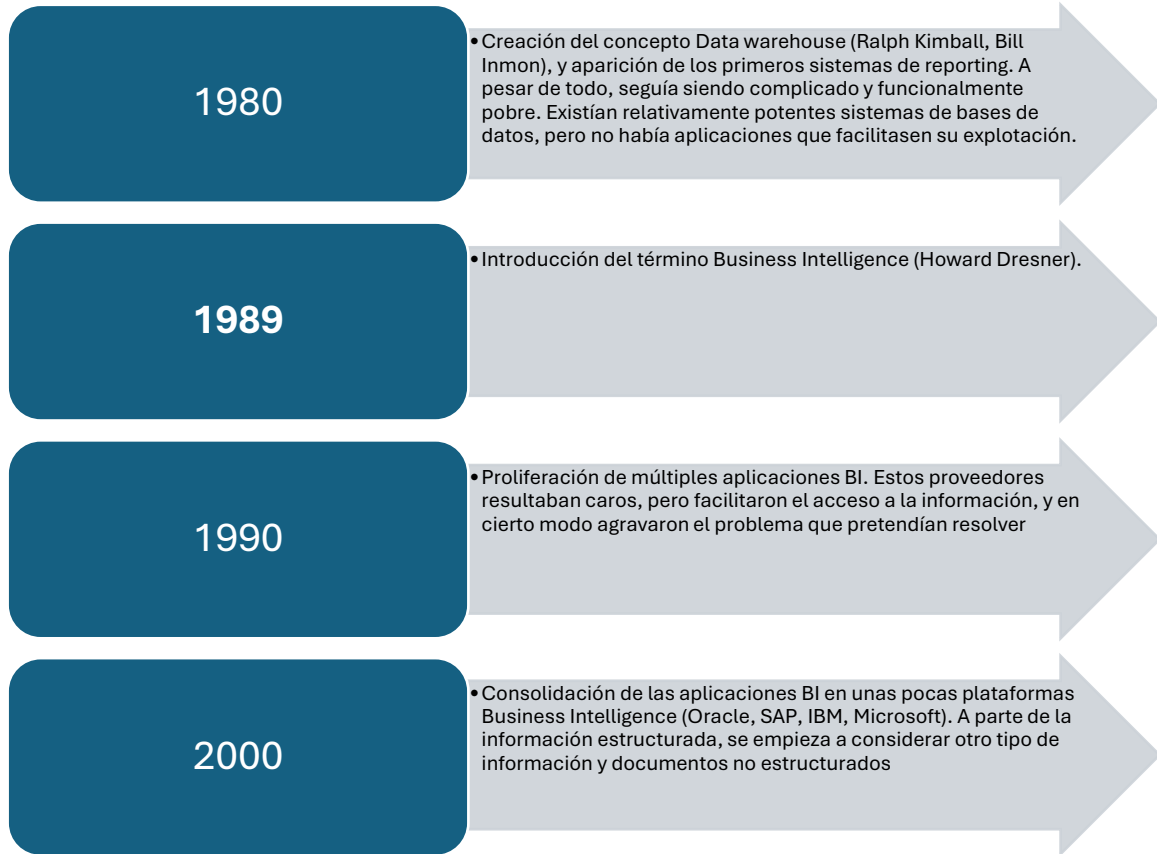 1980
•Creación del concepto Data warehouse (Ralph Kimball, Bill
Inmon), y aparición de los primeros sistemas de reporting. A
pesar de todo, seguía siendo complicado y funcionalmente
pobre. Existían relativamente potentes sistemas de bases de
datos, pero no había aplicaciones que facilitasen su explotación.
1989
•Introducción del término Business Intelligence (Howard Dresner).
1990
•Proliferación de múltiples aplicaciones BI. Estos proveedores
resultaban caros, pero facilitaron el acceso a la información, y en
cierto modo agravaron el problema que pretendían resolver
2000
•Consolidación de las aplicaciones BI en unas pocas plataformas
Business Intelligence (Oracle, SAP, IBM, Microsoft). A parte de la
información estructurada, se empieza a considerar otro tipo de
información y documentos no estructurados